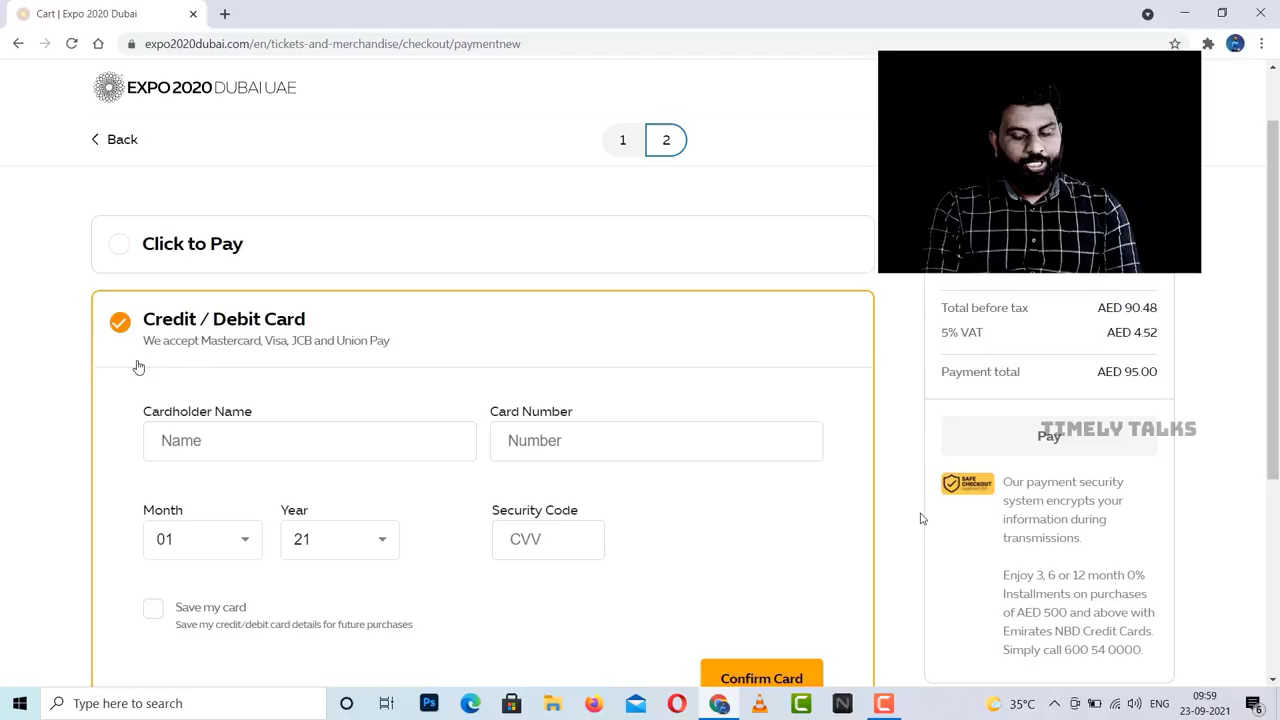 Cart | Expo 2020 Dubai
expo2020dubai.com/en/tickets-and-merchandise/checkout/paymentnew
EXPO 2020 DUBAI UAE
Back
1
2
Click to Pay
Credit / Debit Card
We accept Mastercard, Visa, JCB and Union Pay
Cardholder Name
Card Number
Name
Number
Month
Year
Security Code
01
21
CVV
Save my card
Save my credit/debit card details for future purchases
Confirm Card
Total before tax AED 90.48
5% VAT AED 4.52
Payment total AED 95.00
Pay
TIMELY TALKS
SAFE
CHECKOUT
Our payment security
system encrypts your
information during
transmissions.
Enjoy 3, 6 or 12 month 0%
Installments on purchases
of AED 500 and above with
Emirates NBD Credit Cards.
Simply call 600 54 0000.
Type here to search
35°C
ENG
09:59
23-09-2021
6